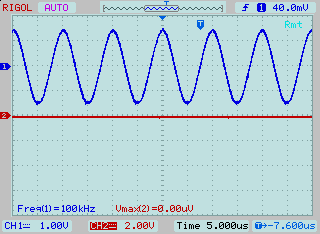 RIGOL AUTO T f 1 40.0mV
T
Rmt
1
2
Freq(1)=100kHz Vmax(2)=0.00uV
CH1 1.00V CH2 2.00V Time 5.000us T→-7.600us